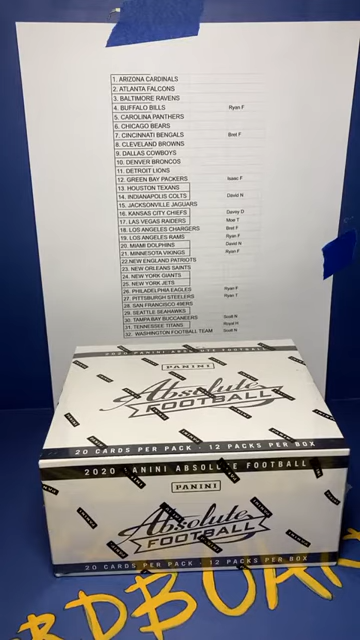 1. ARIZONA CARDINALS
2. ATLANTA FALCONS
3. BALTIMORE RAVENS
4. BUFFALO BILLS Ryan F
5. CAROLINA PANTHERS
6. CHICAGO BEARS
7. CINCINNATI BENGALS Bret F
8. CLEVELAND BROWNS
9. DALLAS COWBOYS
10. DENVER BRONCOS
11. DETROIT LIONS
12. GREEN BAY PACKERS Isaac F
13. HOUSTON TEXANS
14. INDIANAPOLIS COLTS David N
15. JACKSONVILLE JAGUARS
16. KANSAS CITY CHIEFS Davey D
17. LAS VEGAS RAIDERS Moe T
18. LOS ANGELES CHARGERS Bret F
19. LOS ANGELES RAMS Ryan F
20. MIAMI DOLPHINS David N
21. MINNESOTA VIKINGS Ryan F
22. NEW ENGLAND PATRIOTS
23. NEW ORLEANS SAINTS
24. NEW YORK GIANTS
25. NEW YORK JETS
26. PHILADELPHIA EAGLES Ryan F
27. PITTSBURGH STEELERS Ryan T
28. SAN FRANCISCO 49ERS
29. SEATTLE SEAHAWKS
30. TAMPA BAY BUCCANEERS Scott N
31. TENNESSEE TITANS
32. WASHINGTON FOOTBALL TEAM Scott N
2020 PANINI ABSOLUTE FOOTBALL
PANINI
Absolute
FOOTBALL
20 CARDS PER PACK - 12 PACKS PER BOX
2020 PANINI ABSOLUTE FOOTBALL
PANINI
Absolute
FOOTBALL
20 CARDS PER PACK - 12 PACKS PER BOX
RDBOAR